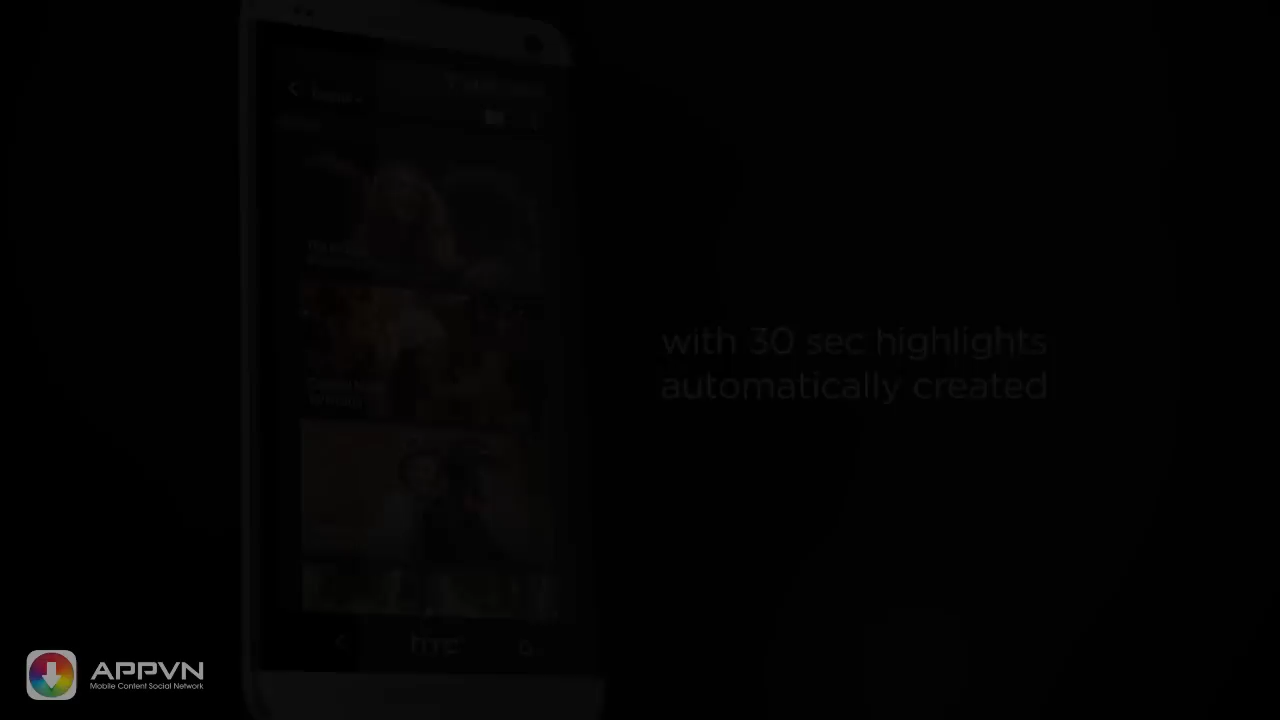 with 30 sec highlights
automatically created
hTC
APPVN
Mobile Content Social Network